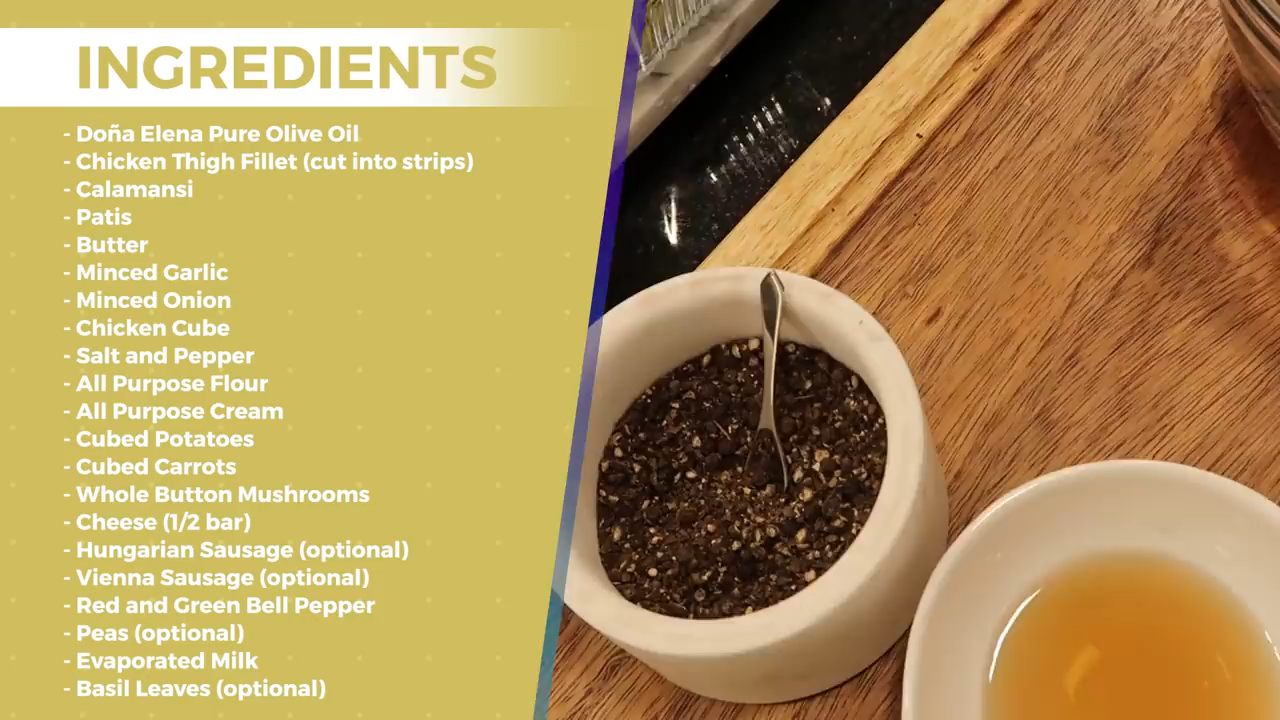 INGREDIENTS
- Doña Elena Pure Olive Oil
- Chicken Thigh Fillet (cut into strips)
- Calamansi
- Patis
- Butter
- Minced Garlic
- Minced Onion
- Chicken Cube
- Salt and Pepper
- All Purpose Flour
- All Purpose Cream
- Cubed Potatoes
- Cubed Carrots
- Whole Button Mushrooms
- Cheese (1/2 bar)
- Hungarian Sausage (optional)
- Vienna Sausage (optional)
- Red and Green Bell Pepper
- Peas (optional)
- Evaporated Milk
- Basil Leaves (optional)